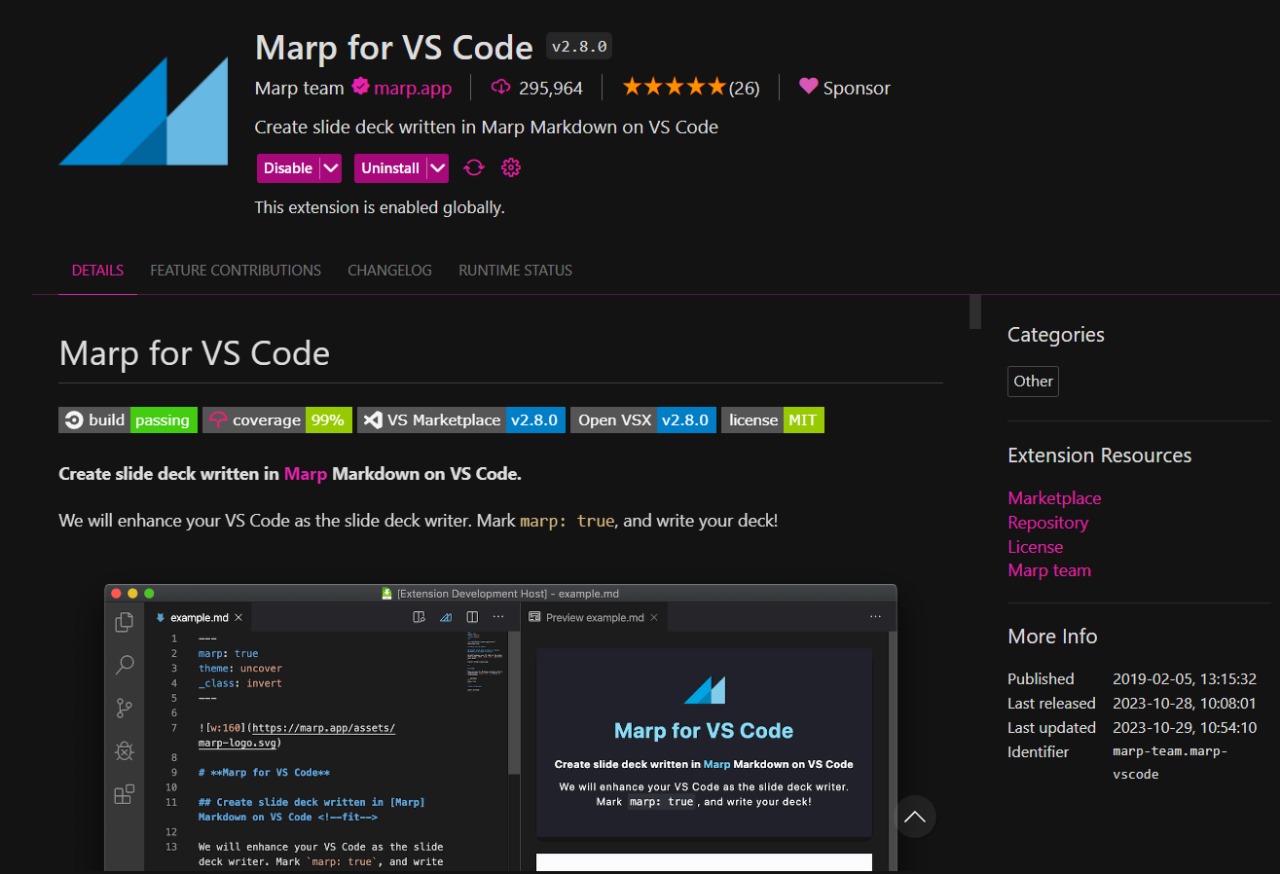 Marp for VS Code v2.8.0
Marp team marp.app 295,964 ★★★★★(26) Sponsor
Create slide deck written in Marp Markdown on VS Code
Disable Uninstall
This extension is enabled globally.
DETAILS FEATURE CONTRIBUTIONS CHANGELOG RUNTIME STATUS
Marp for VS Code
build passing coverage 99% VS Marketplace v2.8.0 Open VSX v2.8.0 license MIT
Create slide deck written in Marp Markdown on VS Code.
We will enhance your VS Code as the slide deck writer. Mark marp: true, and write your deck!
[Extension Development Host] - example.md
example.md
1 ---
2 marp: true
3 theme: uncover
4 _class: invert
5 ---
6
7 ![w:160](https://marp.app/assets/
marp-logo.svg)
8
9 # **Marp for VS Code**
10
11 ## Create slide deck written in [Marp]
Markdown on VS Code <!--fit-->
12
13 We will enhance your VS Code as the slide
deck writer. Mark `marp: true`, and write
Preview example.md
Marp for VS Code
Create slide deck written in Marp Markdown on VS Code
We will enhance your VS Code as the slide deck writer.
Mark marp: true , and write your deck!
Categories
Other
Extension Resources
Marketplace
Repository
License
Marp team
More Info
Published 2019-02-05, 13:15:32
Last released 2023-10-28, 10:08:01
Last updated 2023-10-29, 10:54:10
Identifier marp-team.marp-
vscode